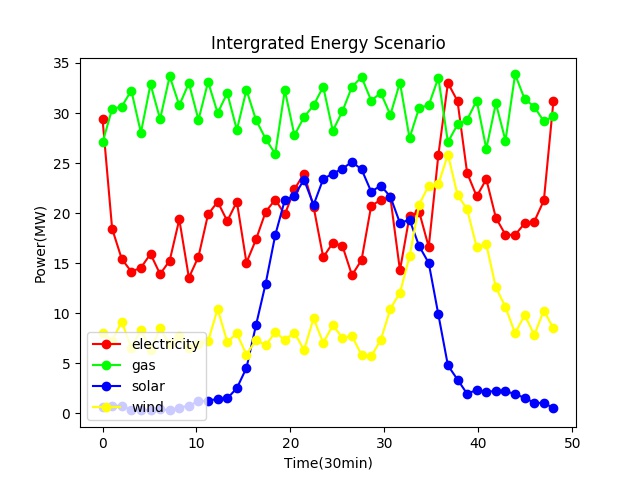 Intergrated Energy Scenario
Power(MW)
35
30
25
20
15
10
5
0
electricity
gas
solar
wind
0 10 20 30 40 50
Time(30min)